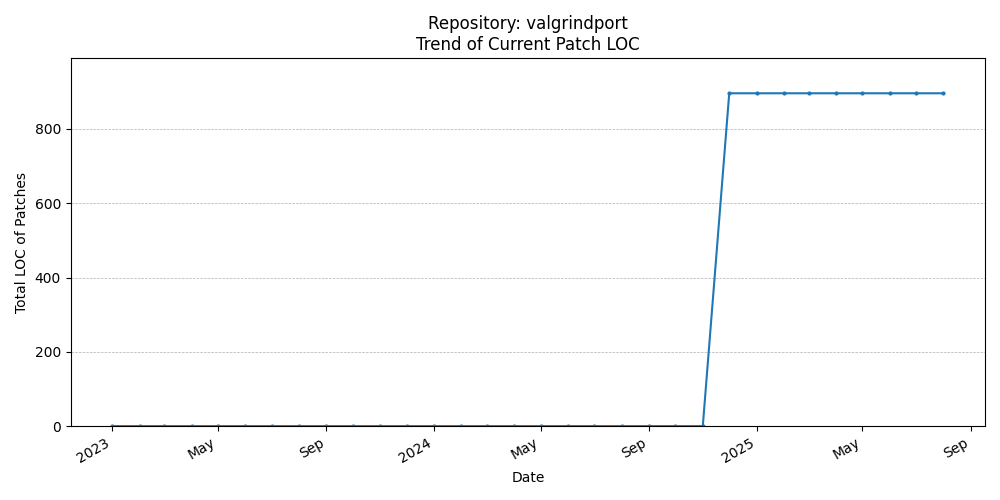 Repository: valgrindport
Trend of Current Patch LOC
Total LOC of Patches
800
600
400
200
0
2023
May
Sep
2024
May
Sep
2025
May
Sep
Date